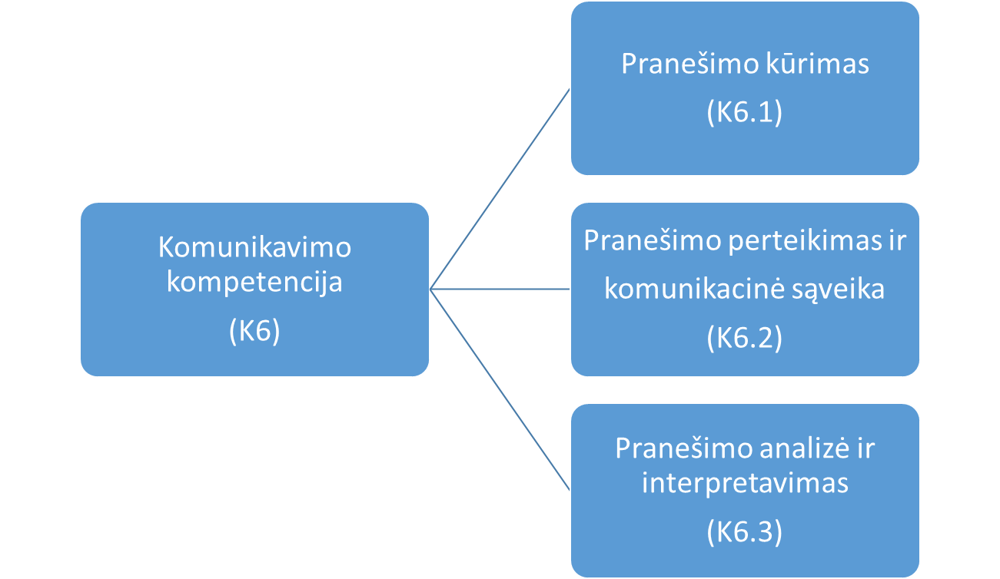 Komunikavimo
kompetencija
(K6)
Pranešimo kūrimas
(K6.1)
Pranešimo perteikimas ir
komunikacinė sąveika
(K6.2)
Pranešimo analizė ir
interpretavimas
(K6.3)